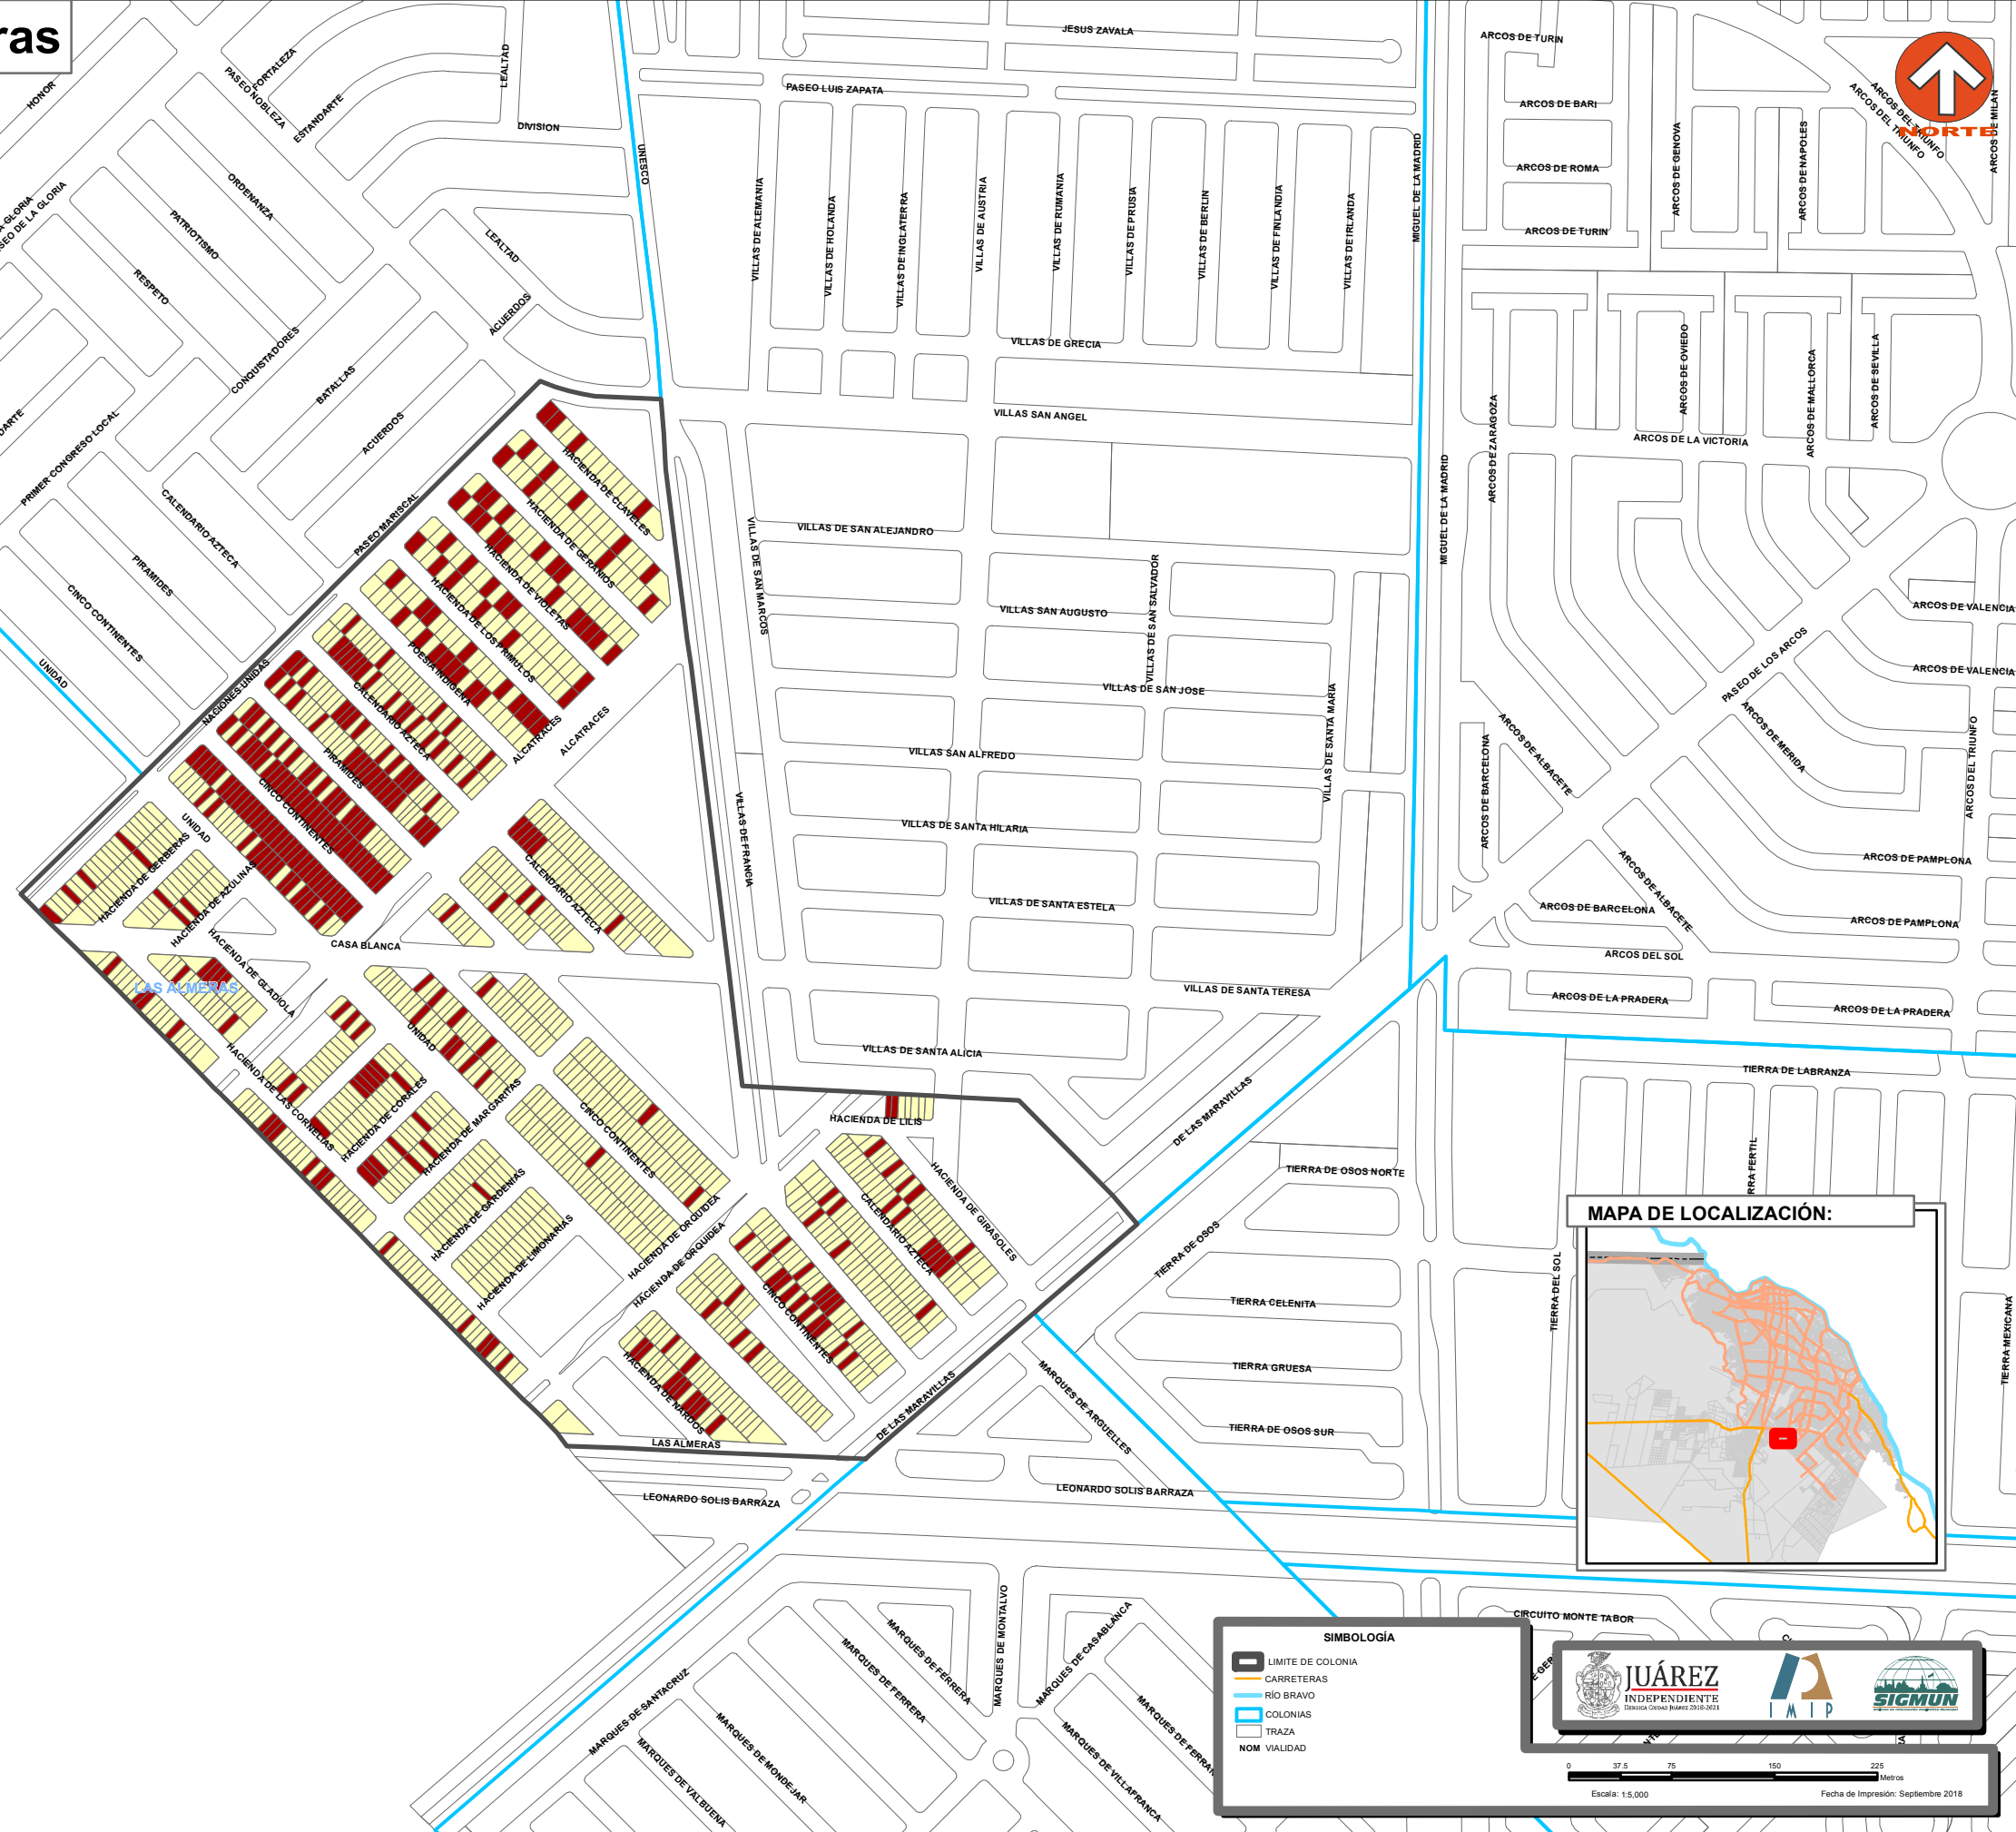 ras
HONOR
FORTALEZA
PASEO NOBLEZA
ESTANDARTE
LEALTAD
DIVISION
UNESCO
JESUS ZAVALA
PASEO LUIS ZAPATA
ARCOS DE TURIN
ARCOS DE BARI
ARCOS DE ROMA
ARCOS DE TURIN
ARCOS DE GENOVA
ARCOS DE NAPOLES
ARCOS DEL TRIUNFO
ARCOS DEL TRIUNFO
ARCOS DE MILAN
NORTE
A GLORIA
SEO DE LA GLORIA
ORDENANZA
PATRIOTISMO
RESPETO
LEALTAD
ACUERDOS
CONQUISTADORES
BATALLAS
ACUERDOS
DARTE
PRIMER CONGRESO LOCAL
CALENDARIO AZTECA
PIRAMIDES
CINCO CONTINENTES
UNIDAD
PASEO MARISCAL
NACIONES UNIDAS
VILLAS DE ALEMANIA
VILLAS DE HOLANDA
VILLAS DE INGLATERRA
VILLAS DE AUSTRIA
VILLAS DE RUMANIA
VILLAS DE PRUSIA
VILLAS DE BERLIN
VILLAS DE FINLANDIA
VILLAS DE IRLANDA
MIGUEL DE LA MADRID
VILLAS DE GRECIA
VILLAS SAN ANGEL
VILLAS DE SAN ALEJANDRO
VILLAS DE SAN MARCOS
VILLAS SAN AUGUSTO
VILLAS DE SAN SALVADOR
VILLAS DE SAN JOSE
VILLAS SAN ALFREDO
VILLAS DE SANTA MARIA
VILLAS DE SANTA HILARIA
VILLAS DE FRANCIA
VILLAS DE SANTA ESTELA
VILLAS DE SANTA TERESA
VILLAS DE SANTA ALICIA
MIGUEL DE LA MADRID
ARCOS DE ZARAGOZA
ARCOS DE OVIEDO
ARCOS DE MALLORCA
ARCOS DE SEVILLA
ARCOS DE LA VICTORIA
ARCOS DE VALENCIA
ARCOS DE VALENCIA
PASEO DE LOS ARCOS
ARCOS DE MERIDA
ARCOS DEL TRIUNFO
ARCOS DE ALBACETE
ARCOS DE BARCELONA
ARCOS DE ALBACETE
ARCOS DE PAMPLONA
ARCOS DE PAMPLONA
ARCOS DE BARCELONA
ARCOS DEL SOL
ARCOS DE LA PRADERA
ARCOS DE LA PRADERA
HACIENDA DE CLAVELES
HACIENDA DE GERANIOS
HACIENDA DE VIOLETAS
HACIENDA DE LOS PRIMULOS
POESIA INDIGENA
CALENDARIO AZTECA
PIRAMIDES
CINCO CONTINENTES
ALCATRACES
ALCATRACES
UNIDAD
HACIENDA DE GERBERAS
HACIENDA DE AZULINAS
CALENDARIO AZTECA
CASA BLANCA
HACIENDA DE GLADIOLA
LAS ALMERAS
UNIDAD
HACIENDA DE LAS CORNELIAS
HACIENDA DE CORALES
HACIENDA DE MARGARITAS
CINCO CONTINENTES
HACIENDA DE GARDENIAS
HACIENDA DE LIMONARIAS
HACIENDA DE ORQUIDEA
HACIENDA DE ORQUIDEA
HACIENDA DE LILIS
HACIENDA DE GIRASOLES
CALENDARIO AZTECA
CINCO CONTINENTES
HACIENDA DE NARDOS
LAS ALMERAS
DE LAS MARAVILLAS
DE LAS MARAVILLAS
TIERRA DE LABRANZA
TIERRA DE OSOS NORTE
TIERRA DE OSOS
TIERRA CELENITA
TIERRA GRUESA
TIERRA DE OSOS SUR
TIERRA DEL SOL
RRA FERTIL
TIERRA MEXICANA
MARQUES DE ARGUELLES
LEONARDO SOLIS BARRAZA
LEONARDO SOLIS BARRAZA
MARQUES DE SANTACRUZ
MARQUES DE VALBUENA
MARQUES DE MONDEJAR
MARQUES DE FERRERA
MARQUES DE FERRERA
MARQUES DE MONTALVO
MARQUES DE CASABLANCA
MARQUES DE VILLAFRANCA
MARQUES DE FERRAN
CIRCUITO MONTE TABOR
MAPA DE LOCALIZACIÓN:
SIMBOLOGÍA
LIMITE DE COLONIA
CARRETERAS
RÍO BRAVO
COLONIAS
TRAZA
NOM VIALIDAD
JUÁREZ
INDEPENDIENTE
HEROICA CIUDAD JUÁREZ 2018-2021
IMIP
SIGMUN
0 37.5 75 150 225
Metros
Escala: 1:5,000
Fecha de Impresión: Septiembre 2018